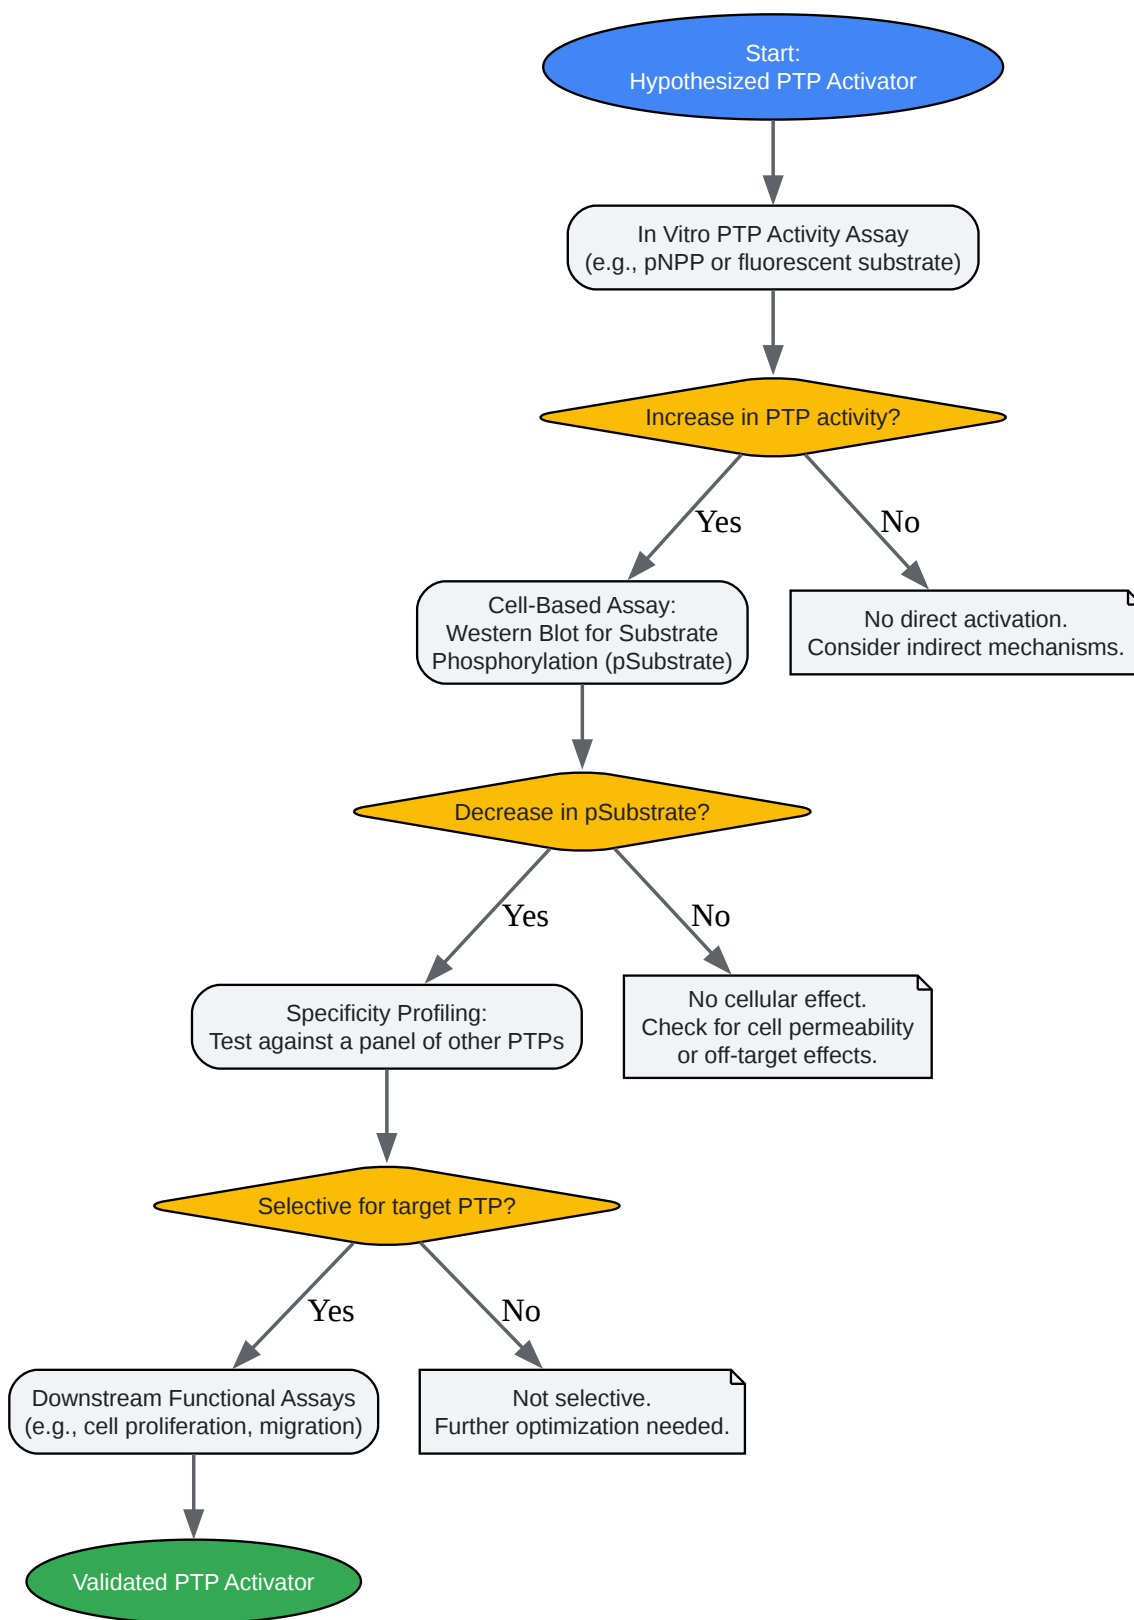 Start:
Hypothesized PTP Activator
In Vitro PTP Activity Assay
(e.g., pNPP or fluorescent substrate)
Increase in PTP activity?
Yes
No
Cell-Based Assay:
Western Blot for Substrate
Phosphorylation (pSubstrate)
No direct activation.
Consider indirect mechanisms.
Decrease in pSubstrate?
Yes
No
Specificity Profiling:
Test against a panel of other PTPs
No cellular effect.
Check for cell permeability
or off-target effects.
Selective for target PTP?
Yes
No
Downstream Functional Assays
(e.g., cell proliferation, migration)
Not selective.
Further optimization needed.
Validated PTP Activator